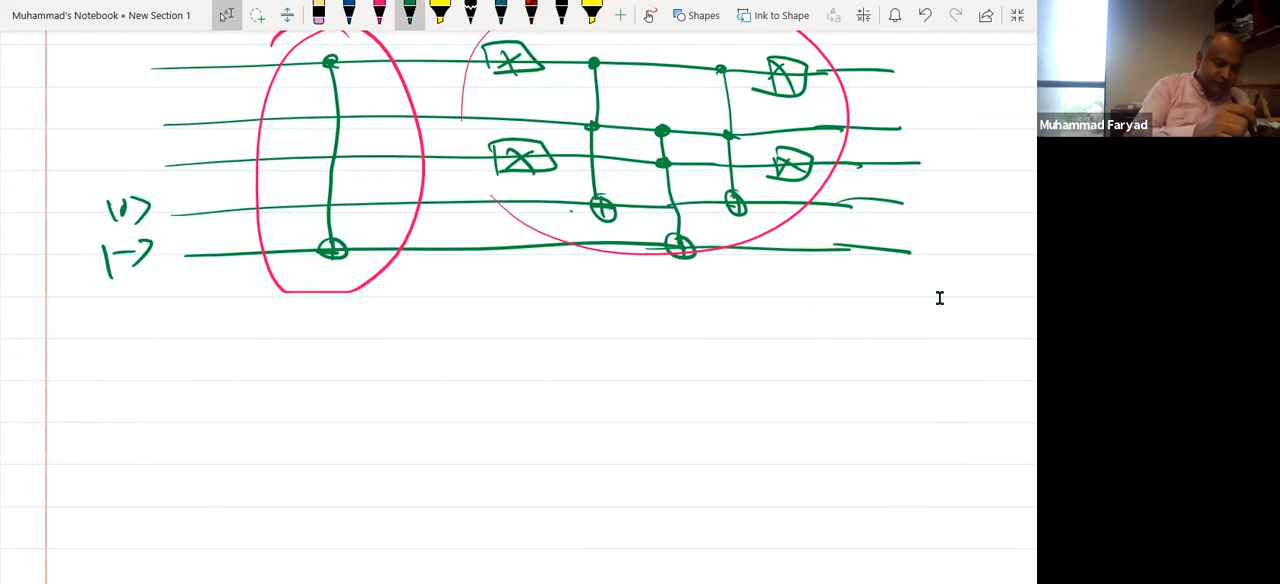 Muhammad's Notebook » New Section 1
Shapes
Ink to Shape
Muhammad Faryad
X
X
X
X
|0⟩
|-⟩